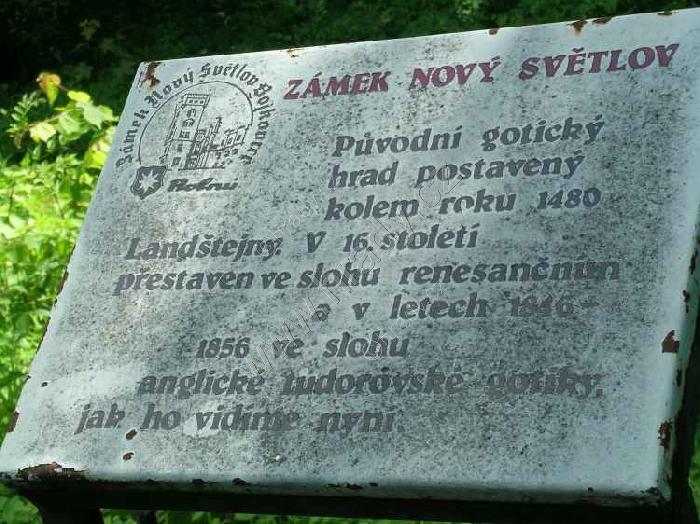 ZÁMEK NOVÝ SVĚTLOV
Zámek Nový Světlov Bojkovice
Původní gotický
hrad postavený
kolem roku 1480
Landštejny. V 16. století
přestaven ve slohu renesančním
a v letech 1846-
1856 ve slohu
anglické tudorovské gotiky,
jak ho vidíme nyní.